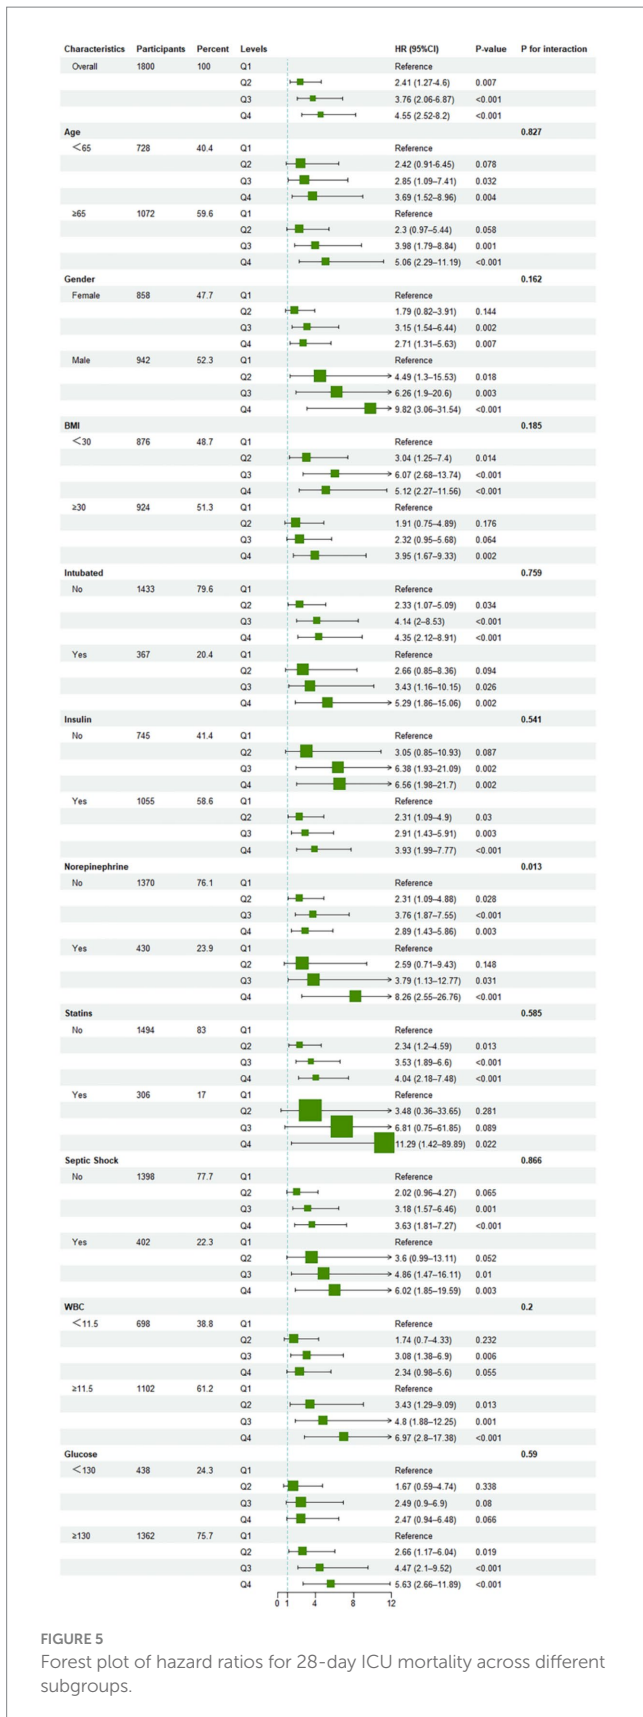 Characteristics Participants Percent Levels HR (95%CI) P-value P for interaction
Overall 1800 100 Q1 Reference
Q2 2.41 (1.27-4.6) 0.007
Q3 3.76 (2.06-6.87) <0.001
Q4 4.55 (2.52-8.2) <0.001
Age 0.827
<65 728 40.4 Q1 Reference
Q2 2.42 (0.91-6.45) 0.078
Q3 2.85 (1.09–7.41) 0.032
Q4 3.69 (1.52–8.96) 0.004
≥65 1072 59.6 Q1 Reference
Q2 2.3 (0.97–5.44) 0.058
Q3 3.98 (1.79–8.84) 0.001
Q4 5.06 (2.29–11.19) <0.001
Gender 0.162
Female 858 47.7 Q1 Reference
Q2 1.79 (0.82–3.91) 0.144
Q3 3.15 (1.54–6.44) 0.002
Q4 2.71 (1.31–5.63) 0.007
Male 942 52.3 Q1 Reference
Q2 4.49 (1.3–15.53) 0.018
Q3 6.26 (1.9–20.6) 0.003
Q4 9.82 (3.06–31.54) <0.001
BMI 0.185
<30 876 48.7 Q1 Reference
Q2 3.04 (1.25–7.4) 0.014
Q3 6.07 (2.68–13.74) <0.001
Q4 5.12 (2.27–11.56) <0.001
≥30 924 51.3 Q1 Reference
Q2 1.91 (0.75–4.89) 0.176
Q3 2.32 (0.95–5.68) 0.064
Q4 3.95 (1.67–9.33) 0.002
Intubated 0.759
No 1433 79.6 Q1 Reference
Q2 2.33 (1.07–5.09) 0.034
Q3 4.14 (2–8.53) <0.001
Q4 4.35 (2.12–8.91) <0.001
Yes 367 20.4 Q1 Reference
Q2 2.66 (0.85–8.36) 0.094
Q3 3.43 (1.16–10.15) 0.026
Q4 5.29 (1.86–15.06) 0.002
Insulin 0.541
No 745 41.4 Q1 Reference
Q2 3.05 (0.85–10.93) 0.087
Q3 6.38 (1.93–21.09) 0.002
Q4 6.56 (1.98–21.7) 0.002
Yes 1055 58.6 Q1 Reference
Q2 2.31 (1.09–4.9) 0.03
Q3 2.91 (1.43–5.91) 0.003
Q4 3.93 (1.99–7.77) <0.001
Norepinephrine 0.013
No 1370 76.1 Q1 Reference
Q2 2.31 (1.09–4.88) 0.028
Q3 3.76 (1.87–7.55) <0.001
Q4 2.89 (1.43–5.86) 0.003
Yes 430 23.9 Q1 Reference
Q2 2.59 (0.71–9.43) 0.148
Q3 3.79 (1.13–12.77) 0.031
Q4 8.26 (2.55–26.76) <0.001
Statins 0.585
No 1494 83 Q1 Reference
Q2 2.34 (1.2–4.59) 0.013
Q3 3.53 (1.89–6.6) <0.001
Q4 4.04 (2.18–7.48) <0.001
Yes 306 17 Q1 Reference
Q2 3.48 (0.36–33.65) 0.281
Q3 6.81 (0.75–61.85) 0.089
Q4 11.29 (1.42–89.89) 0.022
Septic Shock 0.866
No 1398 77.7 Q1 Reference
Q2 2.02 (0.96–4.27) 0.065
Q3 3.18 (1.57–6.46) 0.001
Q4 3.63 (1.81–7.27) <0.001
Yes 402 22.3 Q1 Reference
Q2 3.6 (0.99–13.11) 0.052
Q3 4.86 (1.47–16.11) 0.01
Q4 6.02 (1.85–19.59) 0.003
WBC 0.2
<11.5 698 38.8 Q1 Reference
Q2 1.74 (0.7–4.33) 0.232
Q3 3.08 (1.38–6.9) 0.006
Q4 2.34 (0.98–5.6) 0.055
≥11.5 1102 61.2 Q1 Reference
Q2 3.43 (1.29–9.09) 0.013
Q3 4.8 (1.88–12.25) 0.001
Q4 6.97 (2.8–17.38) <0.001
Glucose 0.59
<130 438 24.3 Q1 Reference
Q2 1.67 (0.59–4.74) 0.338
Q3 2.49 (0.9–6.9) 0.08
Q4 2.47 (0.94–6.48) 0.066
≥130 1362 75.7 Q1 Reference
Q2 2.66 (1.17–6.04) 0.019
Q3 4.47 (2.1–9.52) <0.001
Q4 5.63 (2.66–11.89) <0.001
0 1 4 8 12
FIGURE 5
Forest plot of hazard ratios for 28-day ICU mortality across different
subgroups.